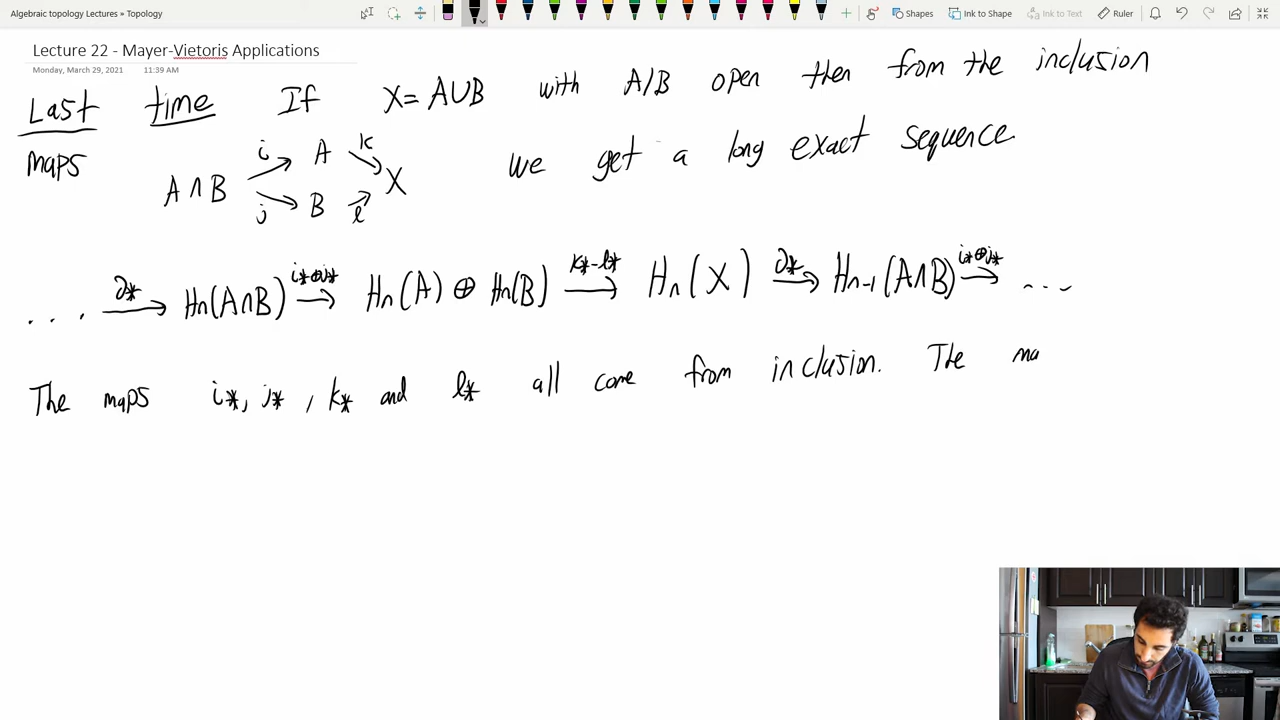 Algebraic topology Lectures » Topology
Shapes Ink to Shape Ink to Text Ruler
Lecture 22 - Mayer-Vietoris Applications
Monday, March 29, 2021 11:39 AM
Last time If X = A∪B with A/B open then from the inclusion
maps A∩B i A k X j B l we get a long exact sequence
... ∂* → Hn(A∩B) i*⊕j* → Hn(A) ⊕ Hn(B) k*-l* → Hn(X) ∂* → Hn-1(A∩B) i*⊕j* → ...
The maps i*, j*, k* and l* all come from inclusion. The ma